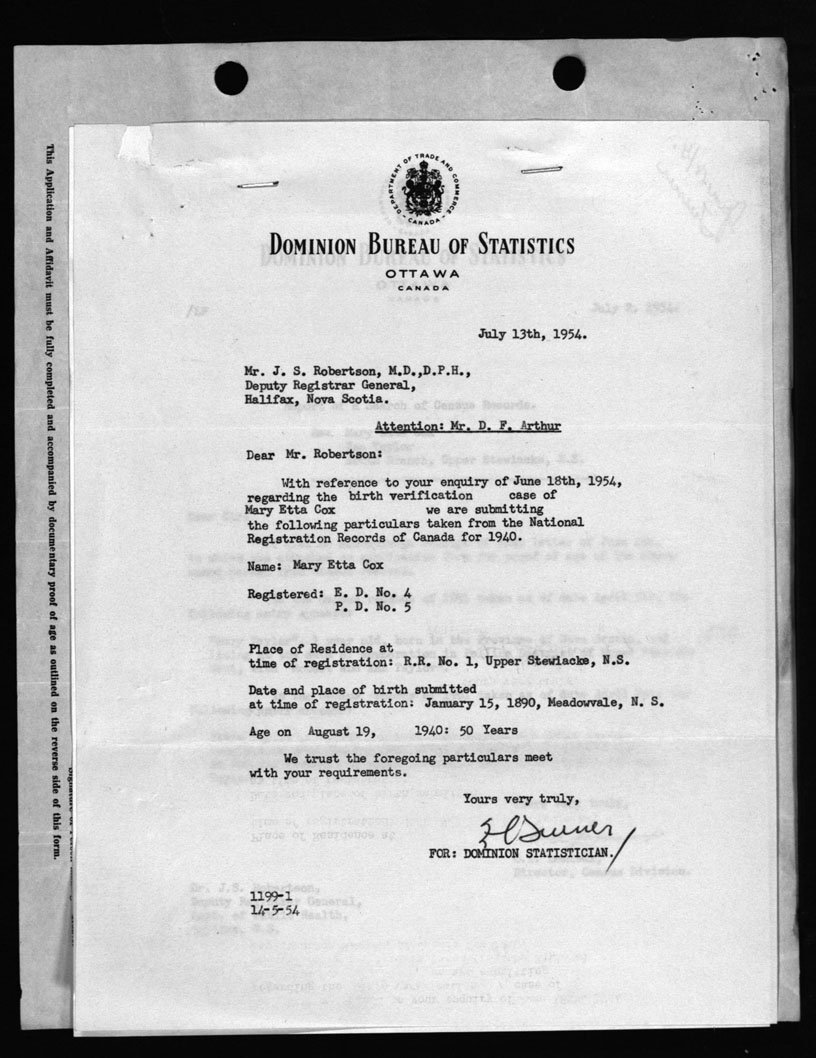 DEPARTMENT OF TRADE AND COMMERCE
CANADA
DOMINION BUREAU OF STATISTICS
OTTAWA
CANADA
July 13th, 1954.
Mr. J. S. Robertson, M.D.,D.P.H.,
Deputy Registrar General,
Halifax, Nova Scotia.
Attention: Mr. D. F. Arthur
Dear Mr. Robertson:
With reference to your enquiry of June 18th, 1954,
regarding the birth verification case of
Mary Etta Cox we are submitting
the following particulars taken from the National
Registration Records of Canada for 1940.
Name: Mary Etta Cox
Registered: E. D. No. 4
P. D. No. 5
Place of Residence at
time of registration: R.R. No. 1, Upper Stewiacke, N.S.
Date and place of birth submitted
at time of registration: January 15, 1890, Meadowvale, N. S.
Age on August 19, 1940: 50 Years
We trust the foregoing particulars meet
with your requirements.
Yours very truly,
FOR: DOMINION STATISTICIAN.
1199-1
14-5-54
This Application and Affidavit must be fully completed and accompanied by documentary proof of age as outlined on the reverse side of this form.